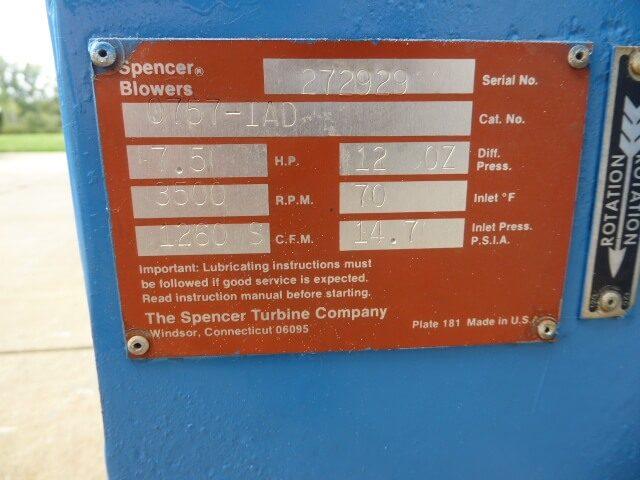 Spencer®
Blowers
272929 Serial No.
0767-1AD Cat. No.
7.5 H.P. 12 OZ Diff. Press.
3500 R.P.M. 70 Inlet °F
1260 S C.F.M. 14.7 Inlet Press. P.S.I.A.
Important: Lubricating instructions must
be followed if good service is expected.
Read instruction manual before starting.
The Spencer Turbine Company
Windsor, Connecticut 06095
Plate 181 Made in U.S.A.
ROTATION
ROTATION